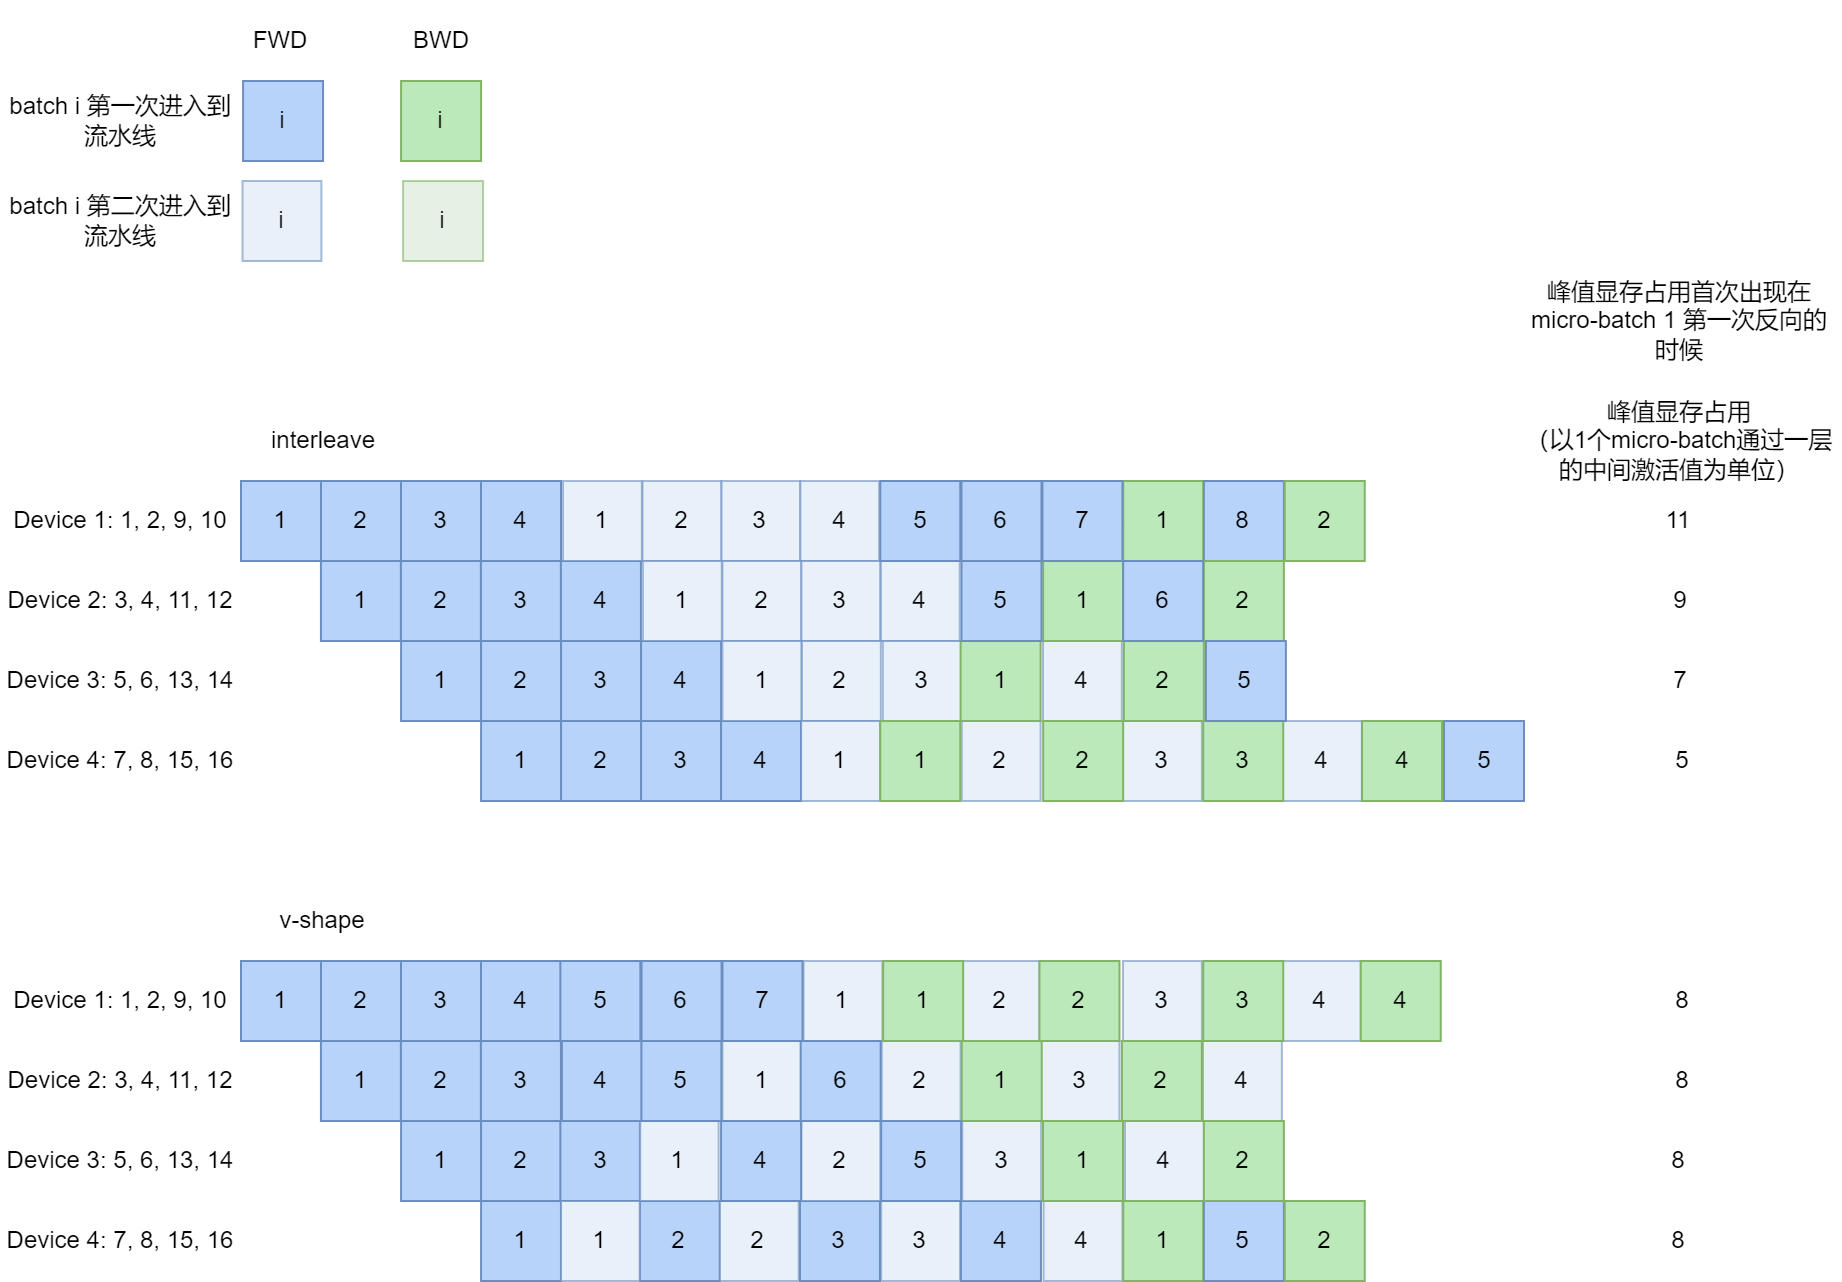 FWD BWD
batch i 第一次进入到
流水线
i i
batch i 第二次进入到
流水线
i i
峰值显存占用首次出现在
micro-batch 1 第一次反向的
时候
峰值显存占用
（以1个micro-batch通过一层
的中间激活值为单位）
interleave
Device 1: 1, 2, 9, 10 1 2 3 4 1 2 3 4 5 6 7 1 8 2 11
Device 2: 3, 4, 11, 12 1 2 3 4 1 2 3 4 5 1 6 2 9
Device 3: 5, 6, 13, 14 1 2 3 4 1 2 3 1 4 2 5 7
Device 4: 7, 8, 15, 16 1 2 3 4 1 1 2 2 3 3 4 4 5 5
v-shape
Device 1: 1, 2, 9, 10 1 2 3 4 5 6 7 1 1 2 2 3 3 4 4 8
Device 2: 3, 4, 11, 12 1 2 3 4 5 1 6 2 1 3 2 4 8
Device 3: 5, 6, 13, 14 1 2 3 1 4 2 5 3 1 4 2 8
Device 4: 7, 8, 15, 16 1 1 2 2 3 3 4 4 1 5 2 8